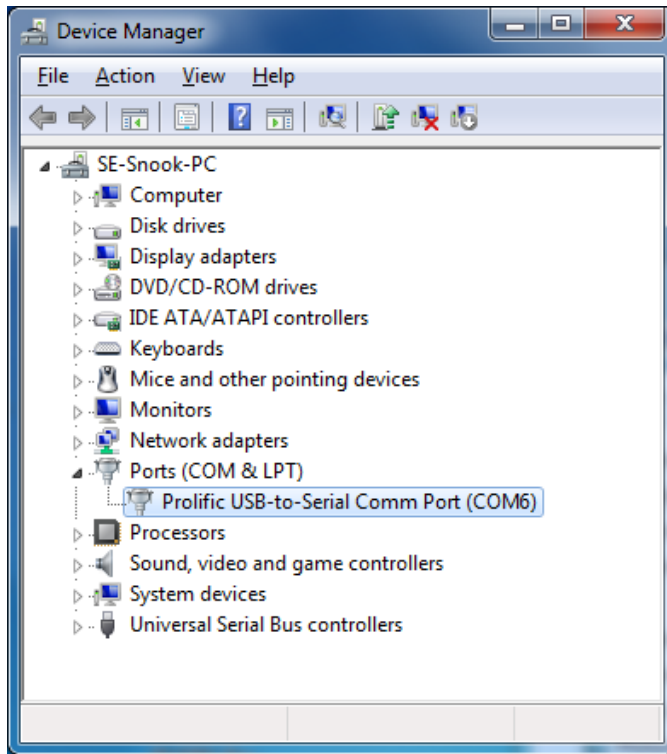 Device Manager
File Action View Help
SE-Snook-PC
Computer
Disk drives
Display adapters
DVD/CD-ROM drives
IDE ATA/ATAPI controllers
Keyboards
Mice and other pointing devices
Monitors
Network adapters
Ports (COM & LPT)
Prolific USB-to-Serial Comm Port (COM6)
Processors
Sound, video and game controllers
System devices
Universal Serial Bus controllers